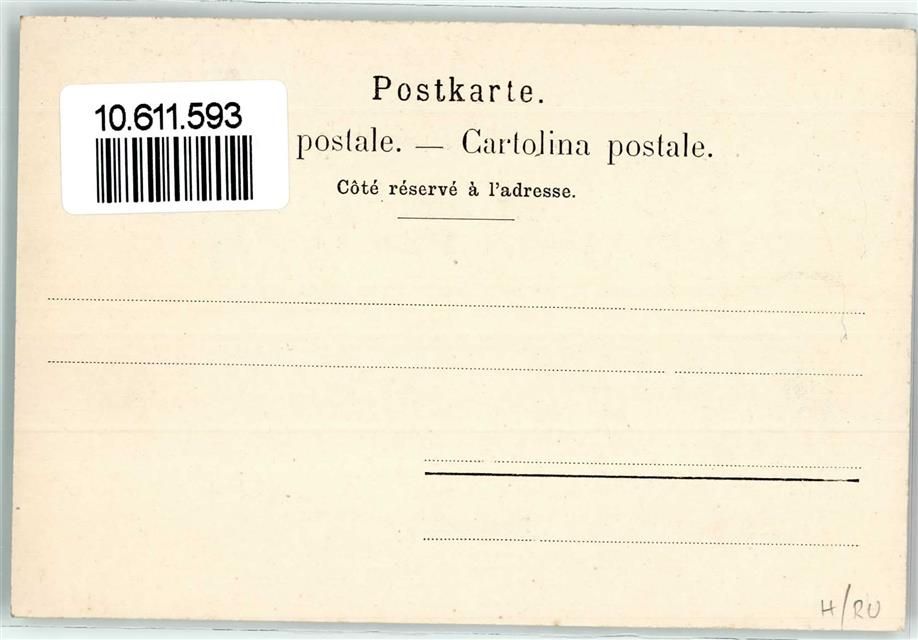 Postkarte.
10.611.593
postale. — Cartolina postale.
Côté réservé à l'adresse.
H/RU